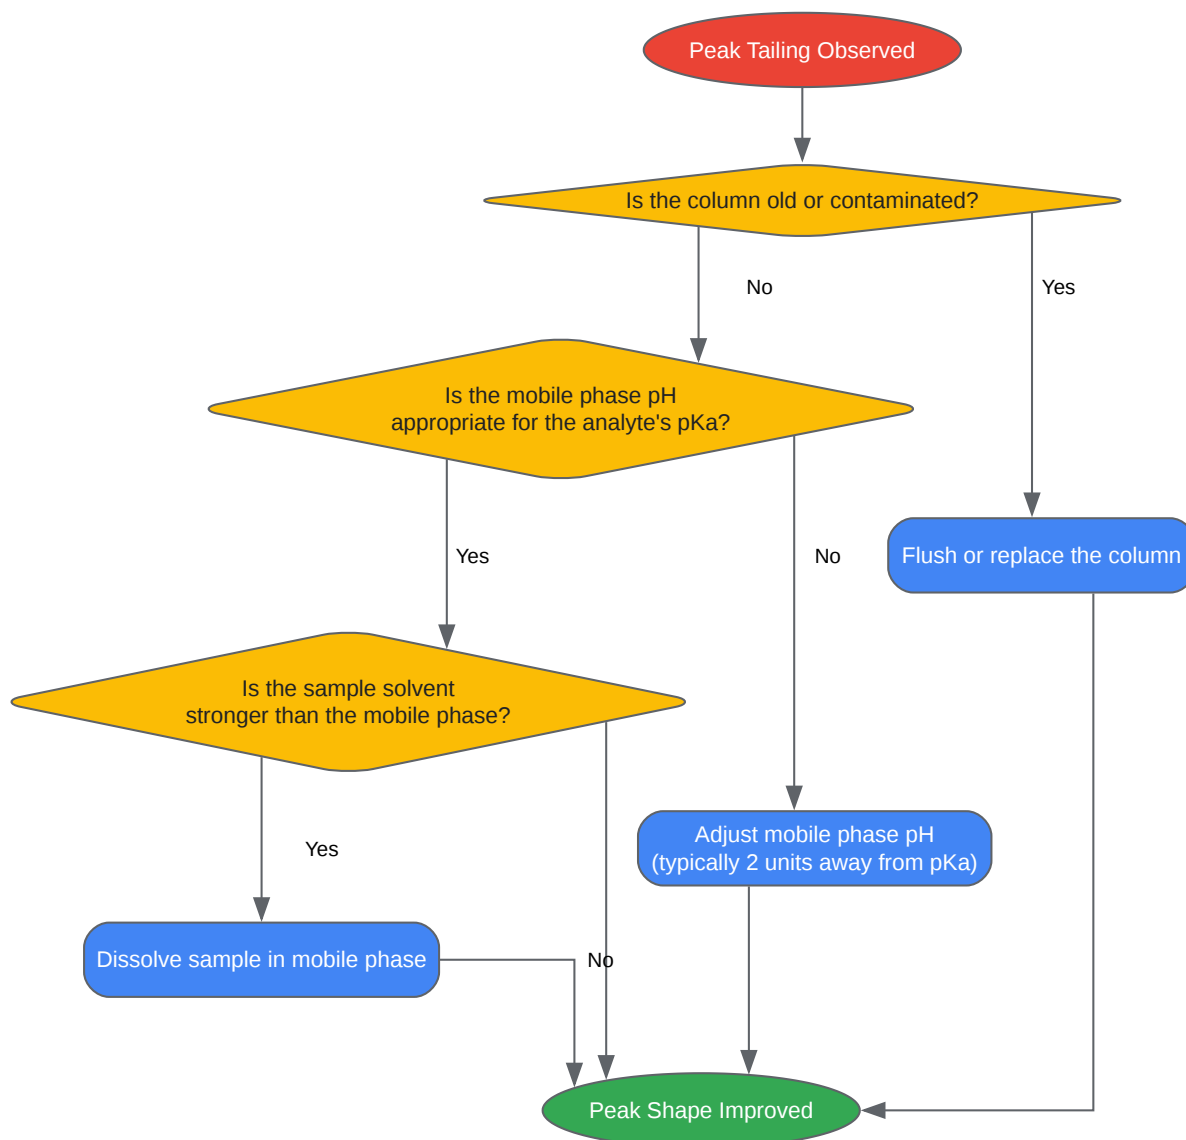 Peak Tailing Observed
Is the column old or contaminated?
No
Yes
Is the mobile phase pH
appropriate for the analyte's pKa?
Yes
No
Flush or replace the column
Is the sample solvent
stronger than the mobile phase?
Yes
Adjust mobile phase pH
(typically 2 units away from pKa)
Dissolve sample in mobile phase
No
Peak Shape Improved